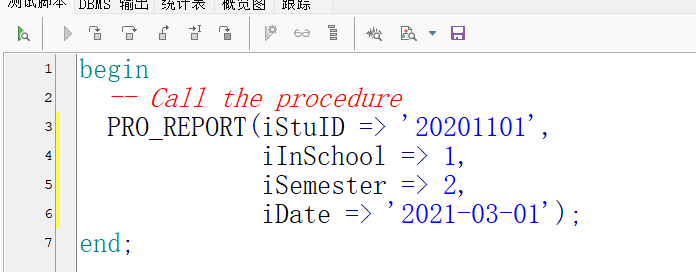 测试脚本 DBMS 输出 统计表 概览图 跟踪
1 begin
2 -- Call the procedure
3 PRO_REPORT(iStuID => '20201101',
4 iInSchool => 1,
5 iSemester => 2,
6 iDate => '2021-03-01');
7 end;